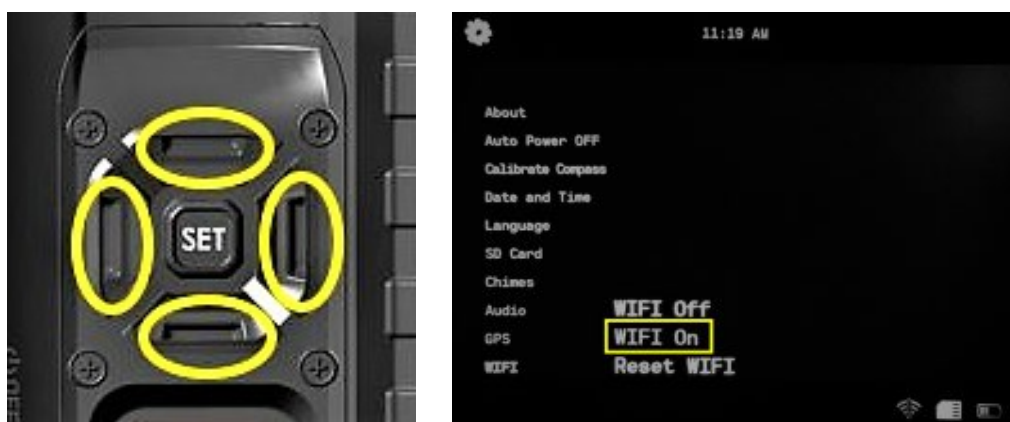 SET
11:19 AM
About
Auto Power OFF
Calibrate Compass
Date and Time
Language
SD Card
Chimes
Audio
WIFI Off
GPS
WIFI On
WIFI
Reset WIFI